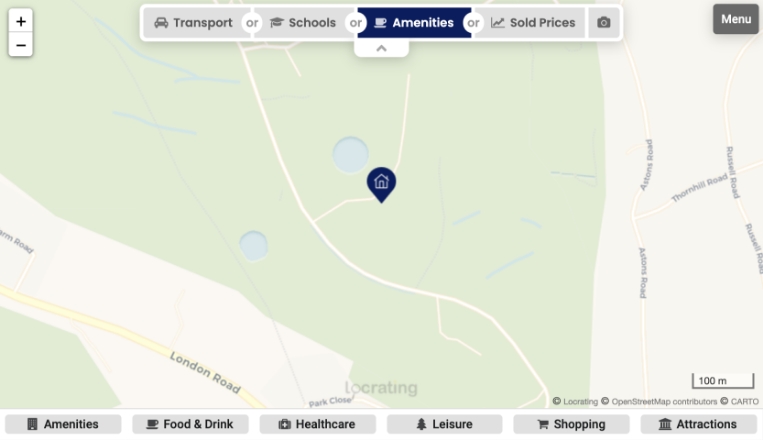 +
−
Transport or Schools or Amenities or Sold Prices
Menu
Astons Road
Russell Road
Thornhill Road
Russell Road
Astons Road
arm Road
London Road
Park Close
locrating
100 m
© Locrating © OpenStreetMap contributors © CARTO
Amenities
Food & Drink
Healthcare
Leisure
Shopping
Attractions